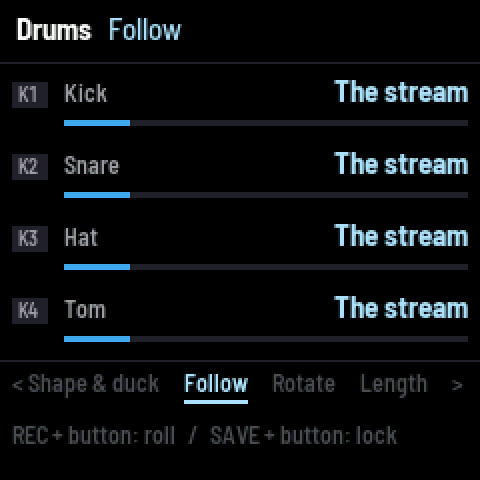 Drums Follow
K1 Kick The stream
K2 Snare The stream
K3 Hat The stream
K4 Tom The stream
< Shape & duck Follow Rotate Length >
REC + button: roll / SAVE + button: lock